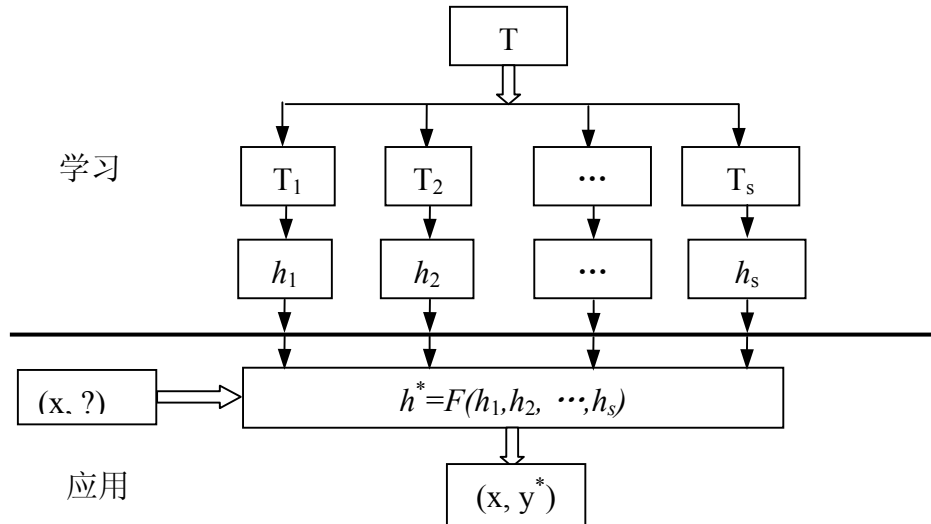 T
学习
T₁ T₂ … Tₛ
h₁ h₂ … hₛ
(x, ?)
h*=F(h₁,h₂, …,hₛ)
应用
(x, y*)